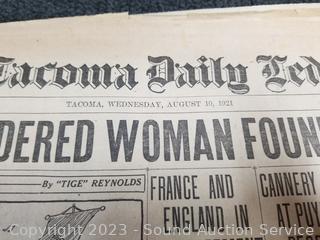 Tacoma Daily Led
TACOMA, WEDNESDAY, AUGUST 10, 1921
DERED WOMAN FOUN
By "TIGE" REYNOLDS
FRANCE AND
ENGLAND IN
CANNERY
AT PUY
Copyright 2023 - Sound Auction Service